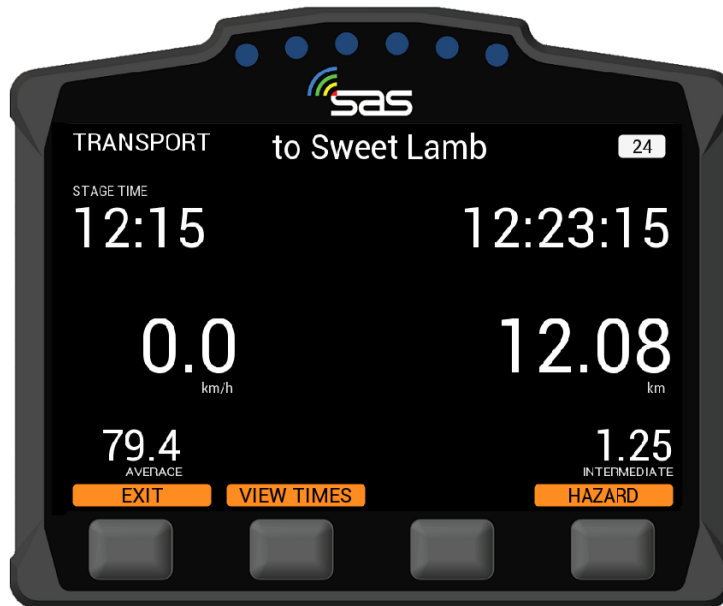 sas
TRANSPORT to Sweet Lamb 24
STAGE TIME
12:15 12:23:15
0.0 12.08
km/h km
79.4 1.25
AVERAGE INTERMEDIATE
EXIT VIEW TIMES HAZARD